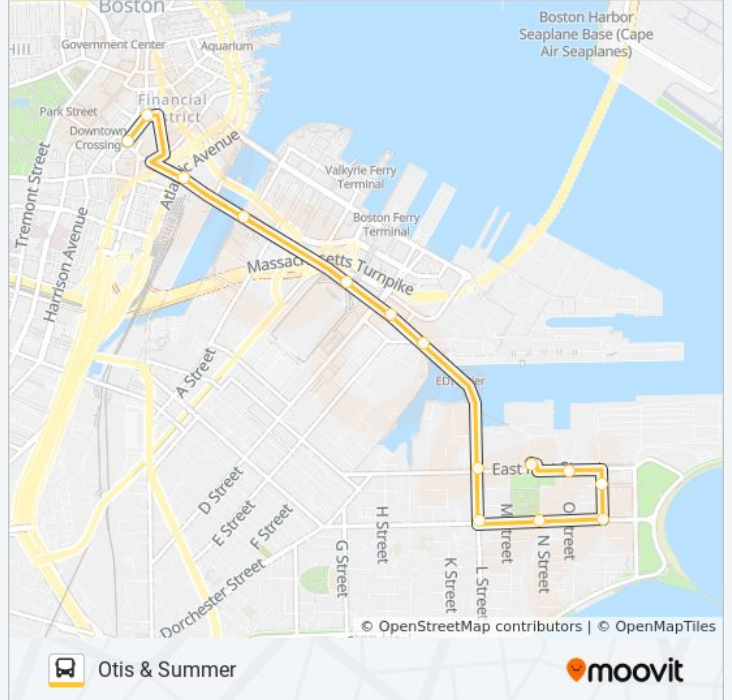 Boston
Boston Harbor
Seaplane Base (Cape
Air Seaplanes)
Government Center
Aquarium
Hill
Park Street
Financial
District
Downtown
Crossing
Atlantic Avenue
Tremont Street
Harrison Avenue
Valkyrie Ferry
Terminal
Boston Ferry
Terminal
Massachusetts Turnpike
A Street
D Street
E Street
F Street
G Street
H Street
K Street
L Street
M Street
N Street
O Street
Dorchester Street
© OpenStreetMap contributors | © OpenMapTiles
Otis & Summer
moovit